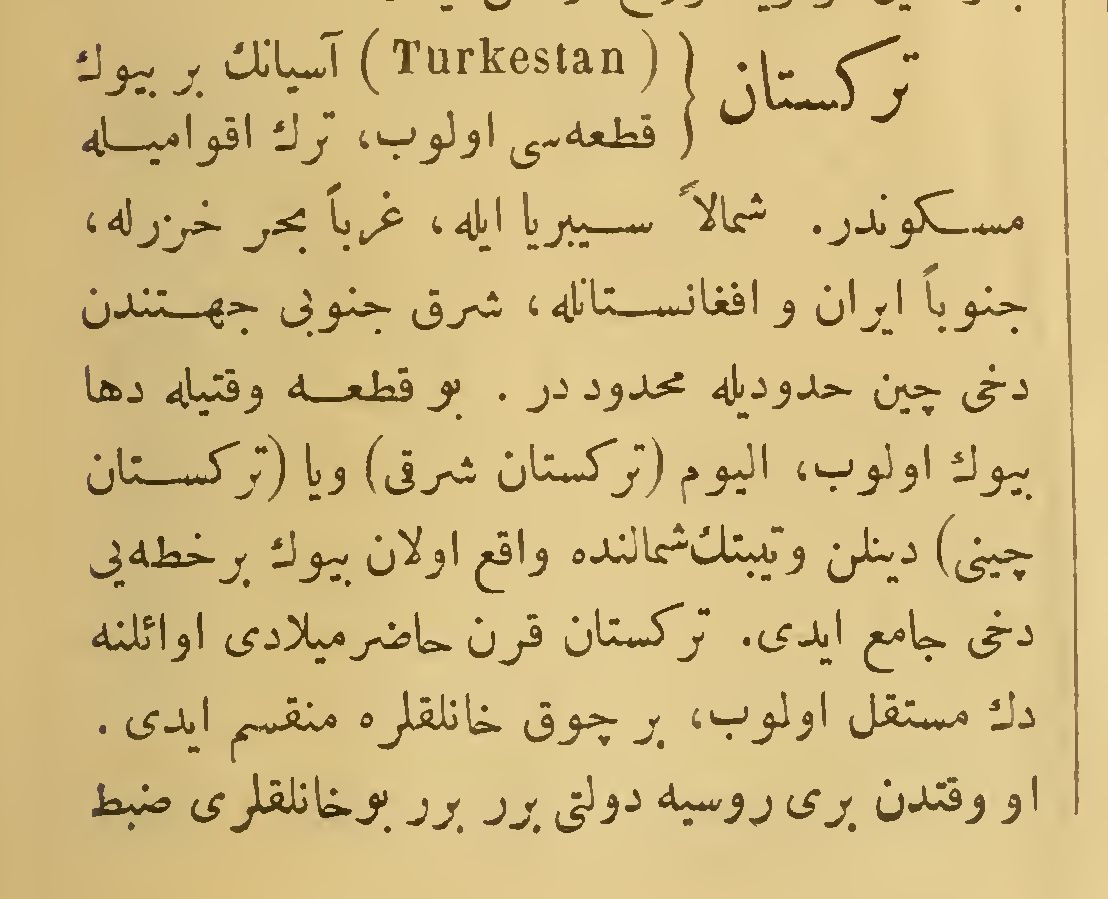 تركستان { ( Turkestan ) آسيانك بر بيوك
قطعه‌سى اولوب، ترك اقواميله
مسكوندر. شمالاً سيبريا ايله، غرباً بحر خزرله،
جنوباً ايران و افغانستانله، شرق جنوبى جهتندن
دخى چين حدوديله محدود در . بو قطعه وقتيله دها
بيوك اولوب، اليوم (تركستان شرقى) ويا (تركستان
چينى) دينلن وتيبتك شمالنده واقع اولان بيوك بر خطه‌يى
دخى جامع ايدى. تركستان قرن حاضر ميلادى اوائلنه
دك مستقل اولوب، بر چوق خانلقلره منقسم ايدى .
او وقتدن برى روسيه دولتى برر برر بو خانلقلرى ضبط